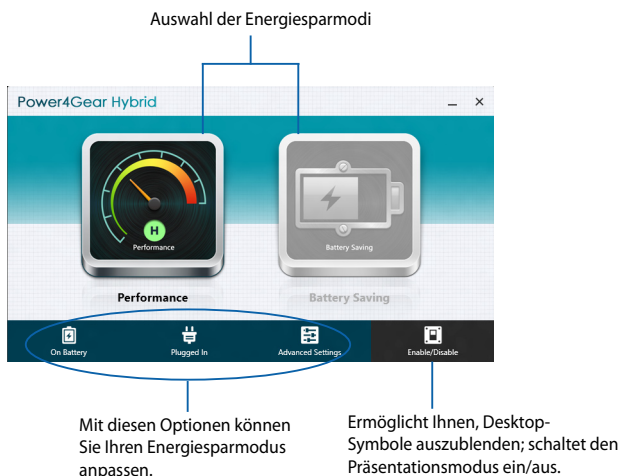 Auswahl der Energiesparmodi
Power4Gear Hybrid
H
Performance
Battery Saving
Performance
Battery Saving
On Battery
Plugged In
Advanced Settings
Enable/Disable
Mit diesen Optionen können
Sie Ihren Energiesparmodus
anpassen.
Ermöglicht Ihnen, Desktop-
Symbole auszublenden; schaltet den
Präsentationsmodus ein/aus.